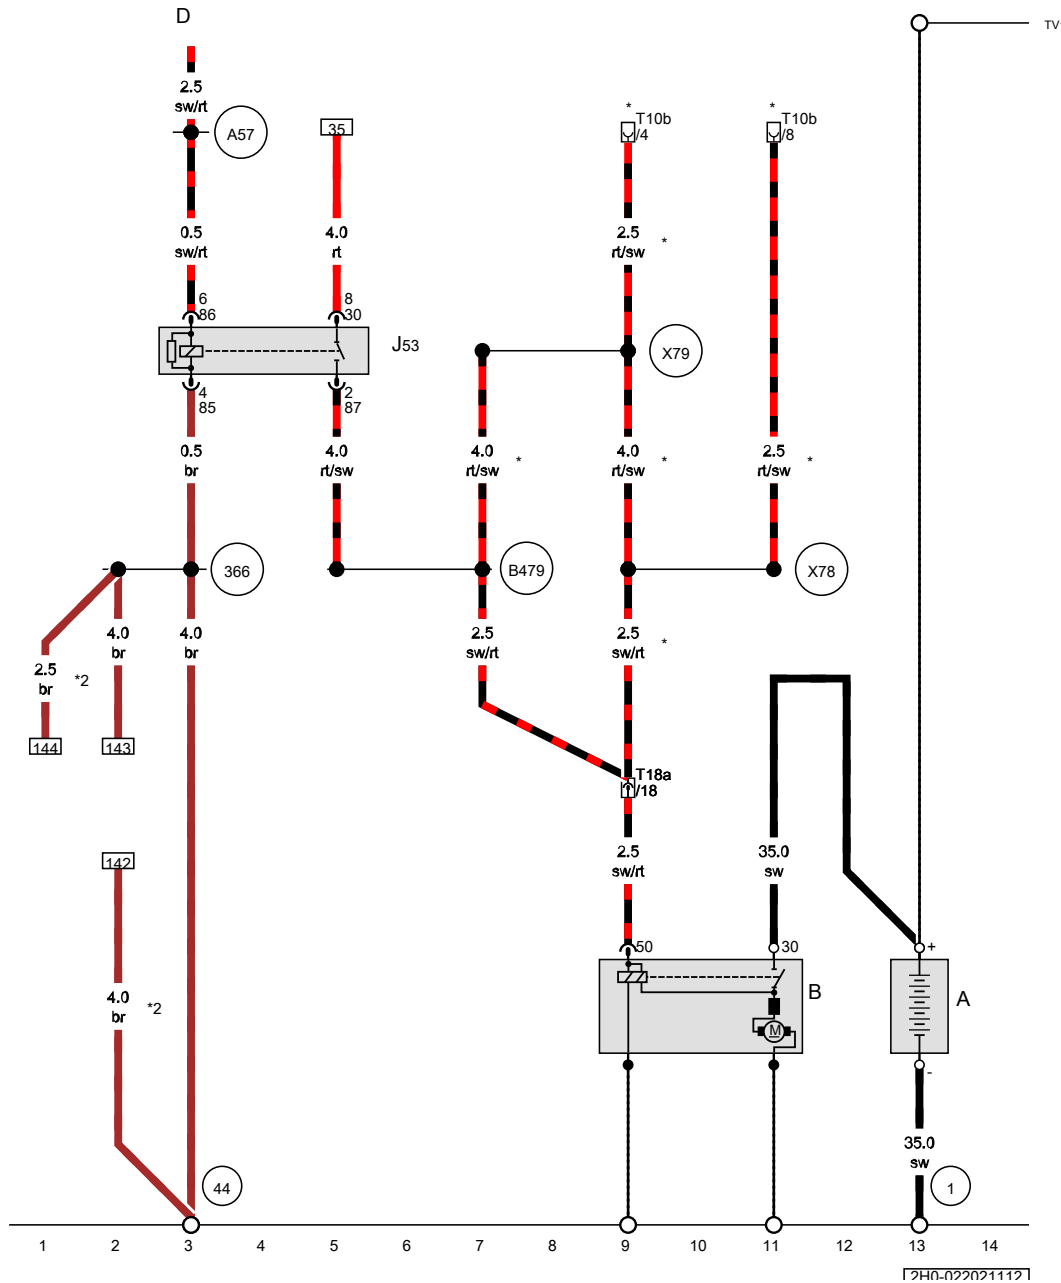 D
TV
2.5
sw/rt
A57
35
*
T10b
/4
*
T10b
/8
0.5
sw/rt
4.0
rt
2.5
rt/sw
*
6
86
8
30
J53
X79
4
85
2
87
0.5
br
4.0
rt/sw
4.0
rt/sw
*
4.0
rt/sw
*
2.5
rt/sw
*
366
B479
X78
4.0
br
4.0
br
2.5
sw/rt
2.5
sw/rt
*
2.5
br
*2
144
143
T18a
/18
142
2.5
sw/rt
35.0
sw
50
30
+
B
M
A
4.0
br
*2
-
35.0
sw
44
1
1 2 3 4 5 6 7 8 9 10 11 12 13 14
2H0-022021112